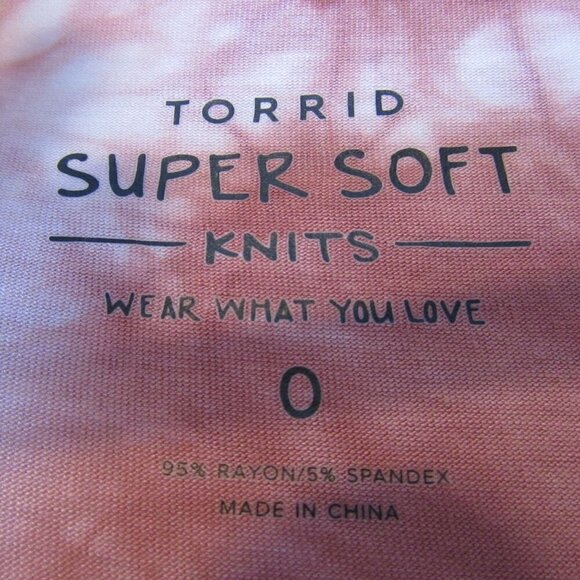 TORRID
SUPER SOFT
KNITS
WEAR WHAT YOU LOVE
0
95% RAYON/5% SPANDEX
MADE IN CHINA